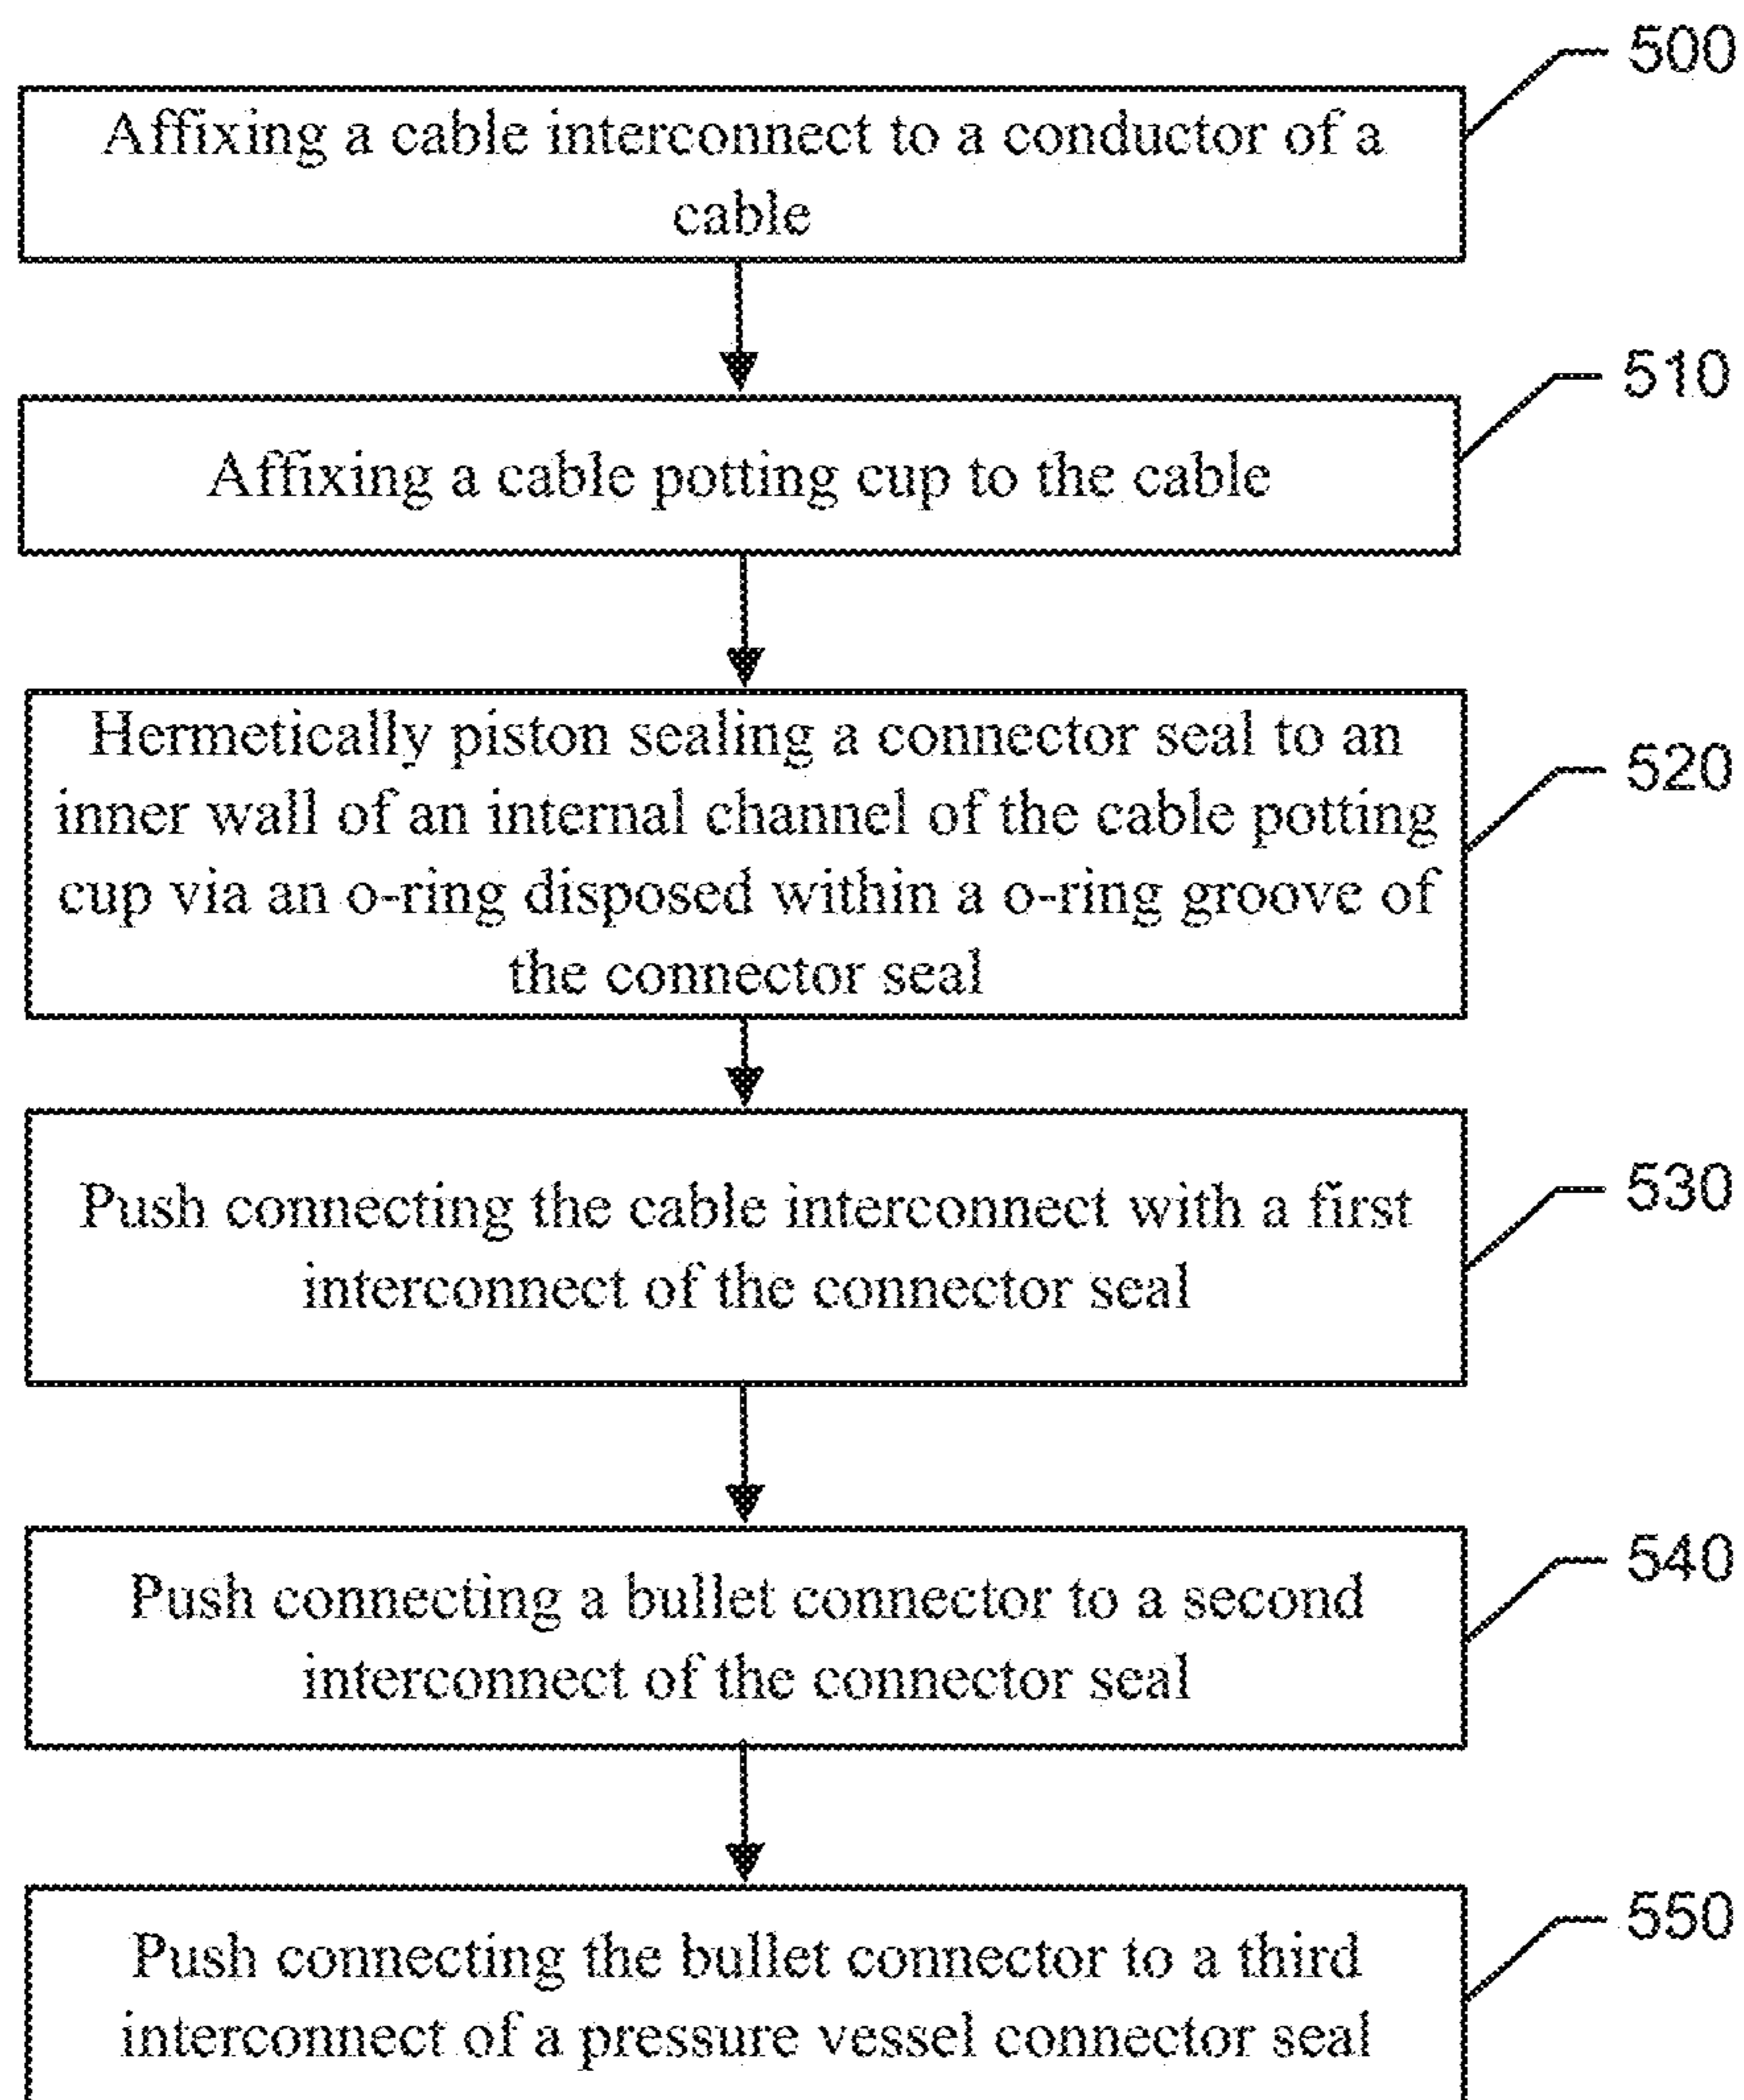 500
Affixing a cable interconnect to a conductor of a
cable
510
Affixing a cable potting cup to the cable
Hermetically piston sealing a connector seal to an
520
inner wall of an internal channel of the cable potting
cup via an o-ring disposed within a o-ring groove of
the connector seal
530
Push connecting the cable interconnect with a first
interconnect of the connector seal
540
Push connecting a bullet connector to a second
interconnect of the connector seal
550
Push connecting the bullet connector to a third
interconnect of a pressure vessel connector seal